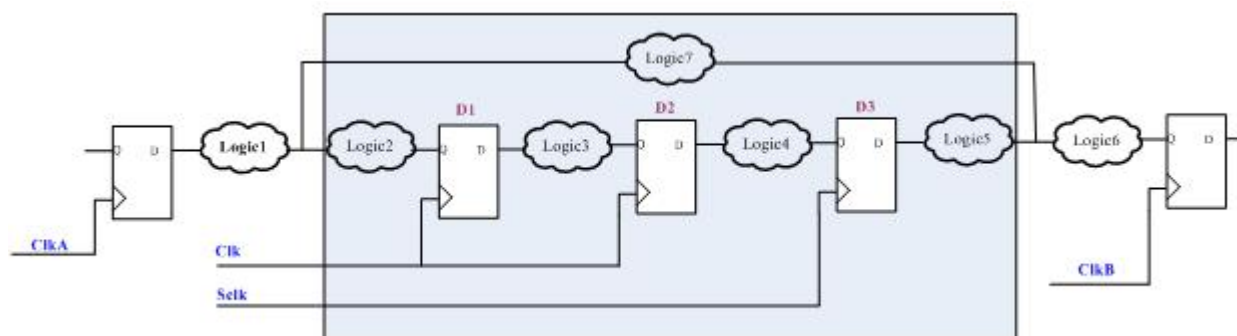 Logic7
D1
D2
D3
Q D
Logic1
Logic2
Q D
Logic3
Q D
Logic4
Q D
Logic5
Logic6
Q D
ClkA
Clk
Sclk
ClkB